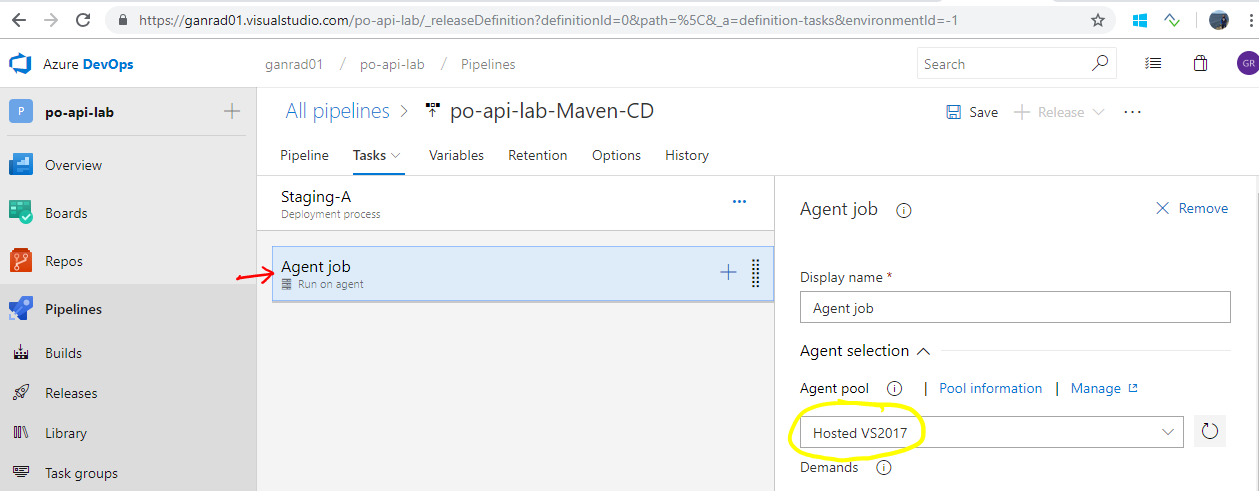 https://ganrad01.visualstudio.com/po-api-lab/_releaseDefinition?definitionId=0&path=%5C&_a=definition-tasks&environmentId=-1
Azure DevOps
ganrad01 / po-api-lab / Pipelines
Search
GR
P po-api-lab
All pipelines > po-api-lab-Maven-CD
Save
Release
Overview
Boards
Repos
Pipelines
Builds
Releases
Library
Task groups
Pipeline Tasks Variables Retention Options History
Staging-A
Deployment process
Agent job
Run on agent
Agent job
Remove
Display name *
Agent job
Agent selection
Agent pool | Pool information | Manage
Hosted VS2017
Demands